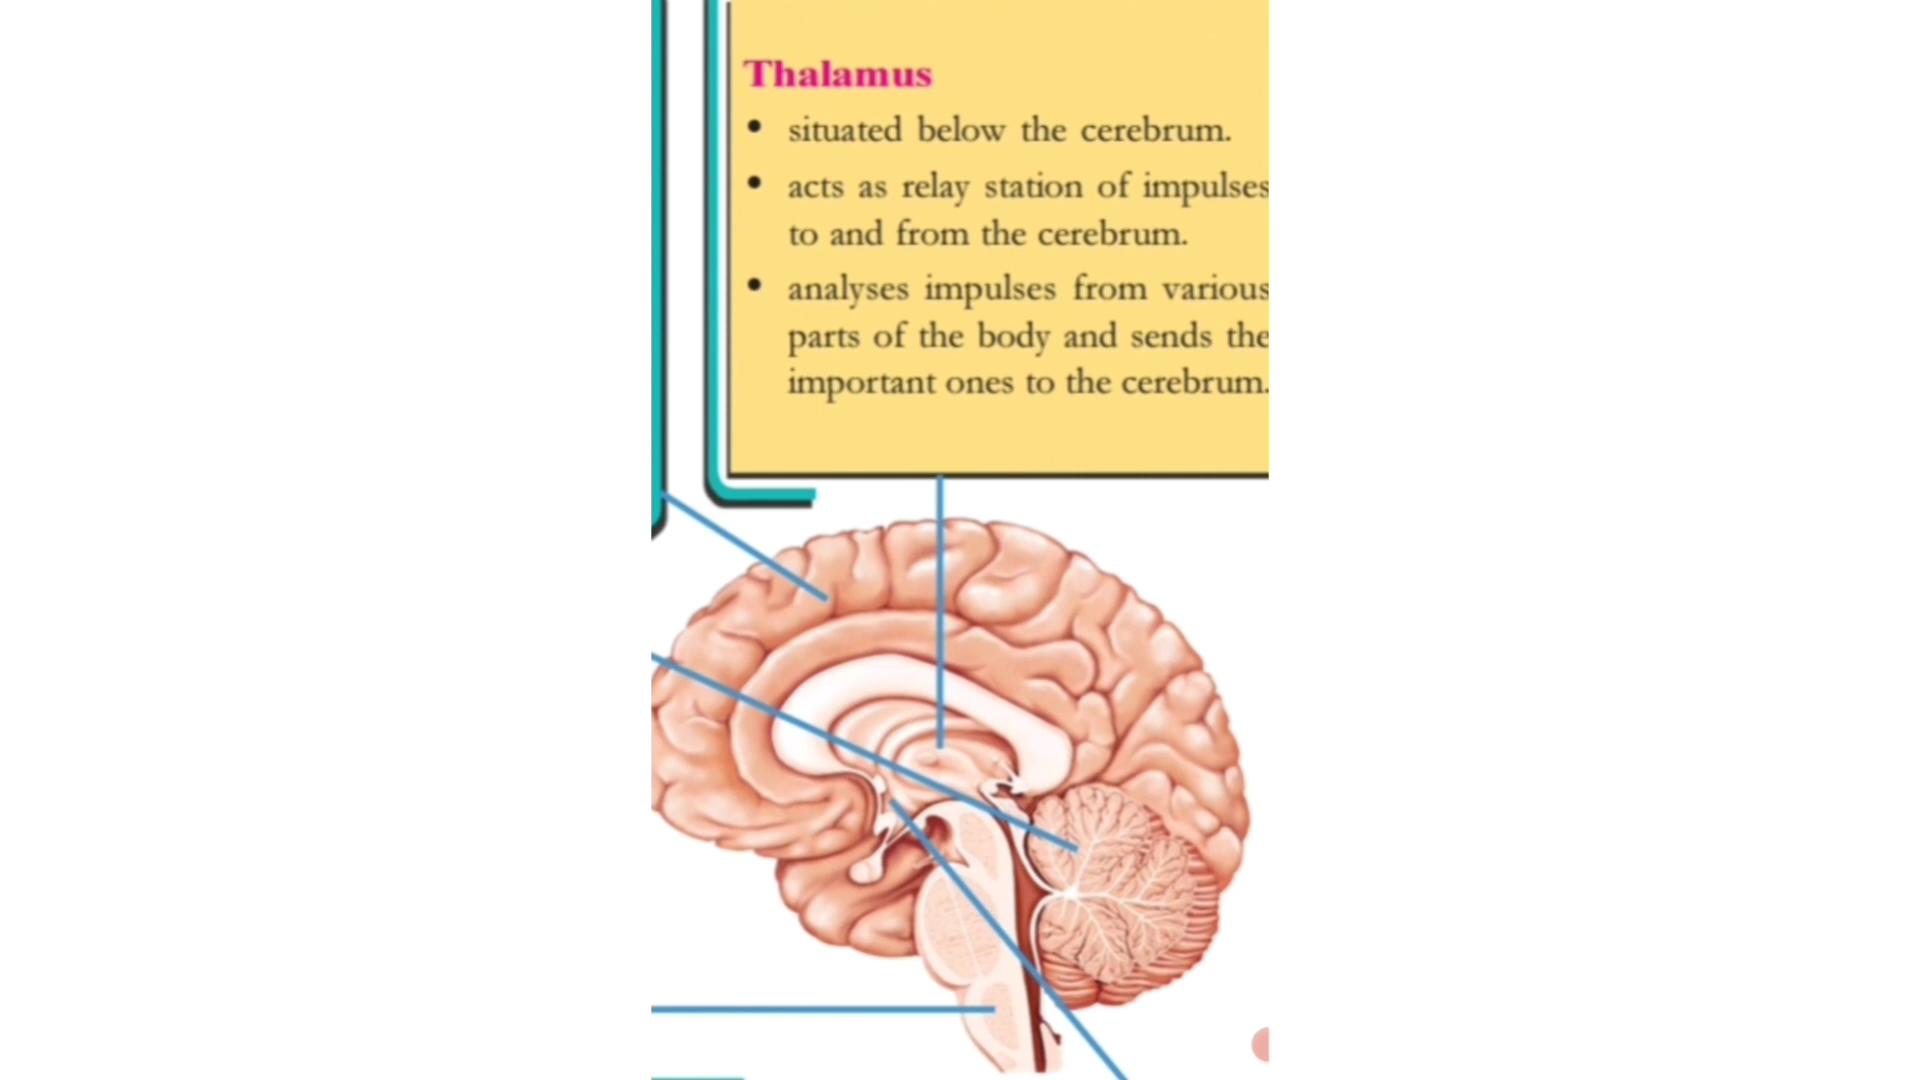 Thalamus
• situated below the cerebrum.
• acts as relay station of impulses
to and from the cerebrum.
• analyses impulses from various
parts of the body and sends the
important ones to the cerebrum.